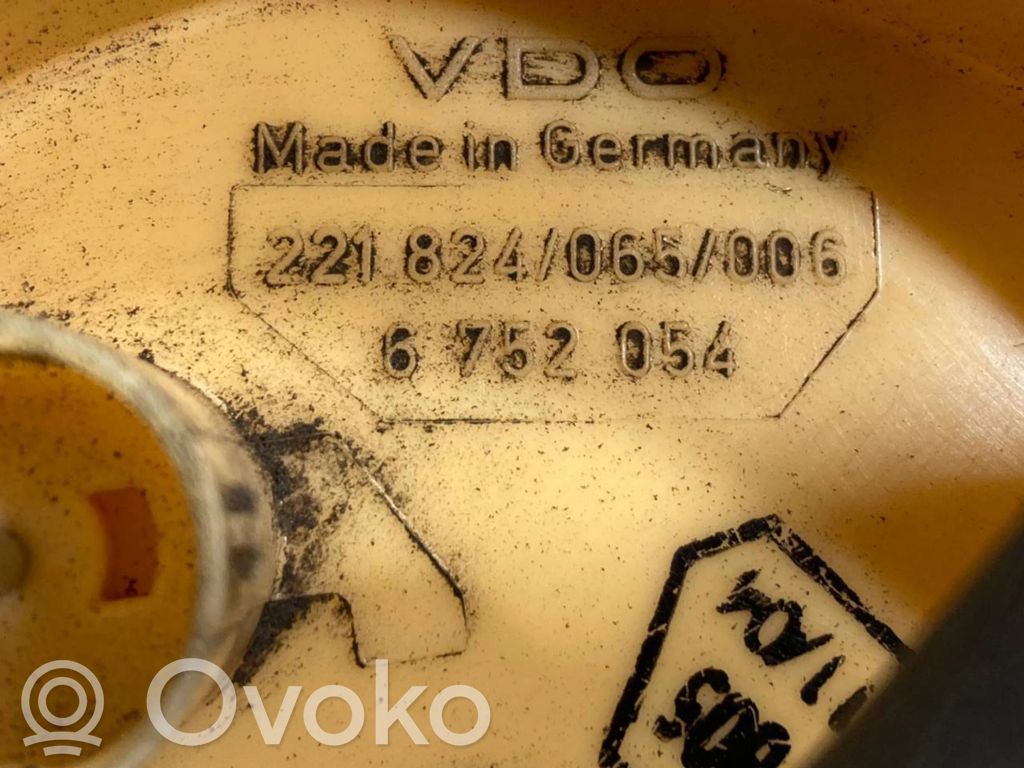 VDO
Made in Germany
221 824/065/006
6 752 054
Ovoko